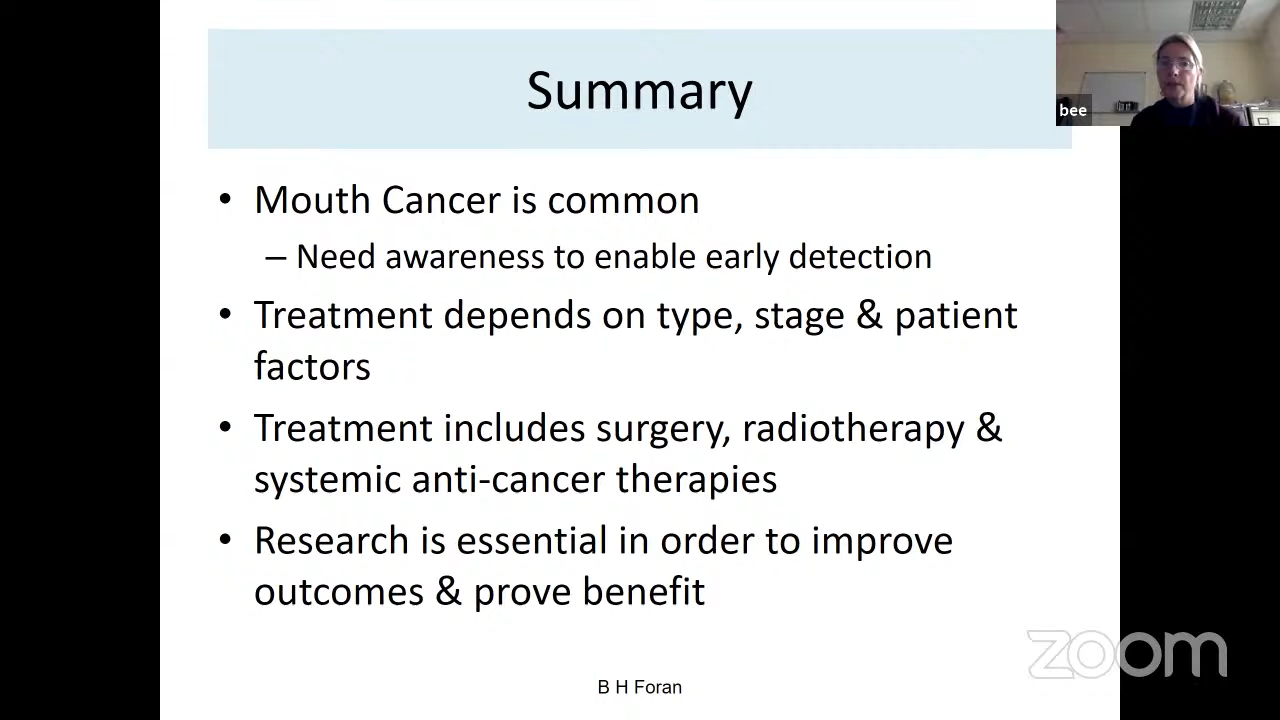 Summary
bee
• Mouth Cancer is common
– Need awareness to enable early detection
• Treatment depends on type, stage & patient
factors
• Treatment includes surgery, radiotherapy &
systemic anti-cancer therapies
• Research is essential in order to improve
outcomes & prove benefit
zoom
B H Foran